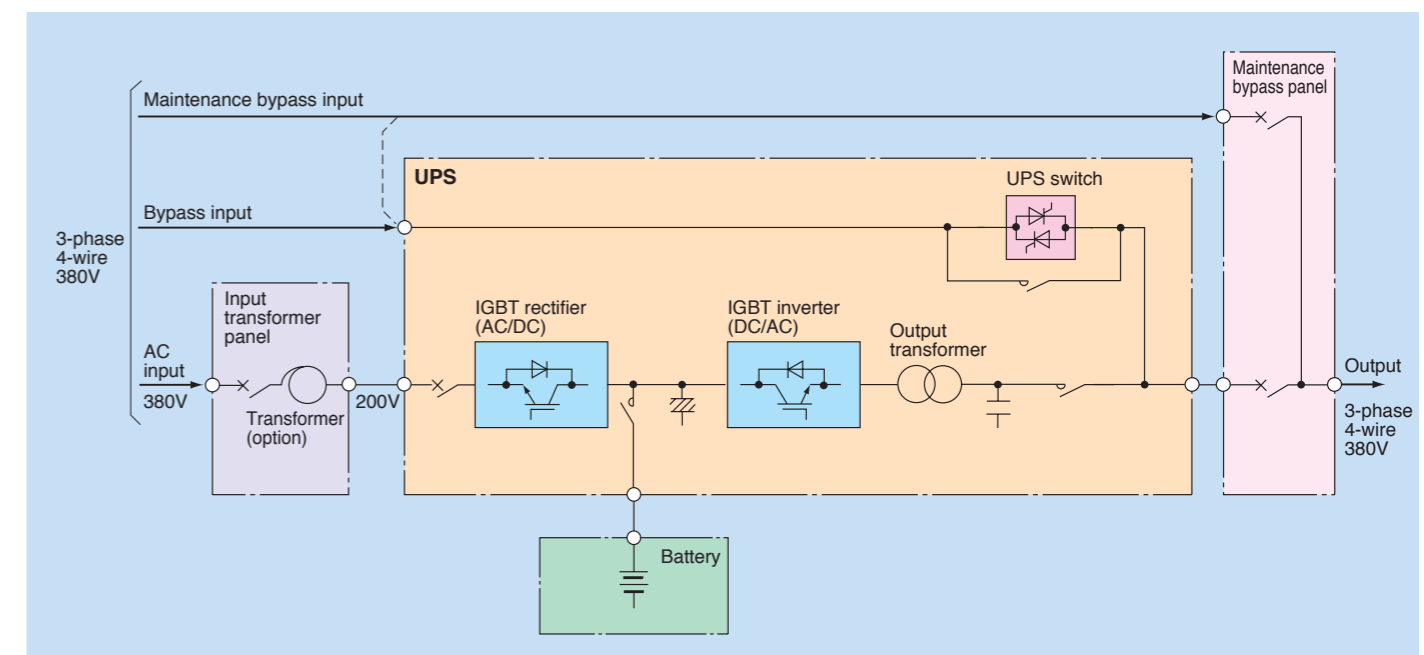 Maintenance
bypass panel
Maintenance bypass input
UPS
UPS switch
Bypass input
3-phase
4-wire
380V
Input
transformer
panel
IGBT rectifier
(AC/DC)
IGBT inverter
(DC/AC)
Output
transformer
AC
input
380V
Transformer
(option)
200V
Output
3-phase
4-wire
380V
Battery